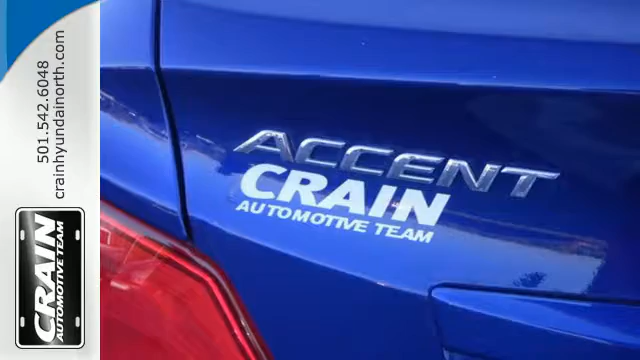 501.542.6048
crainhyundainorth.com
CRAIN
AUTOMOTIVE TEAM
ACCENT
CRAIN
AUTOMOTIVE TEAM